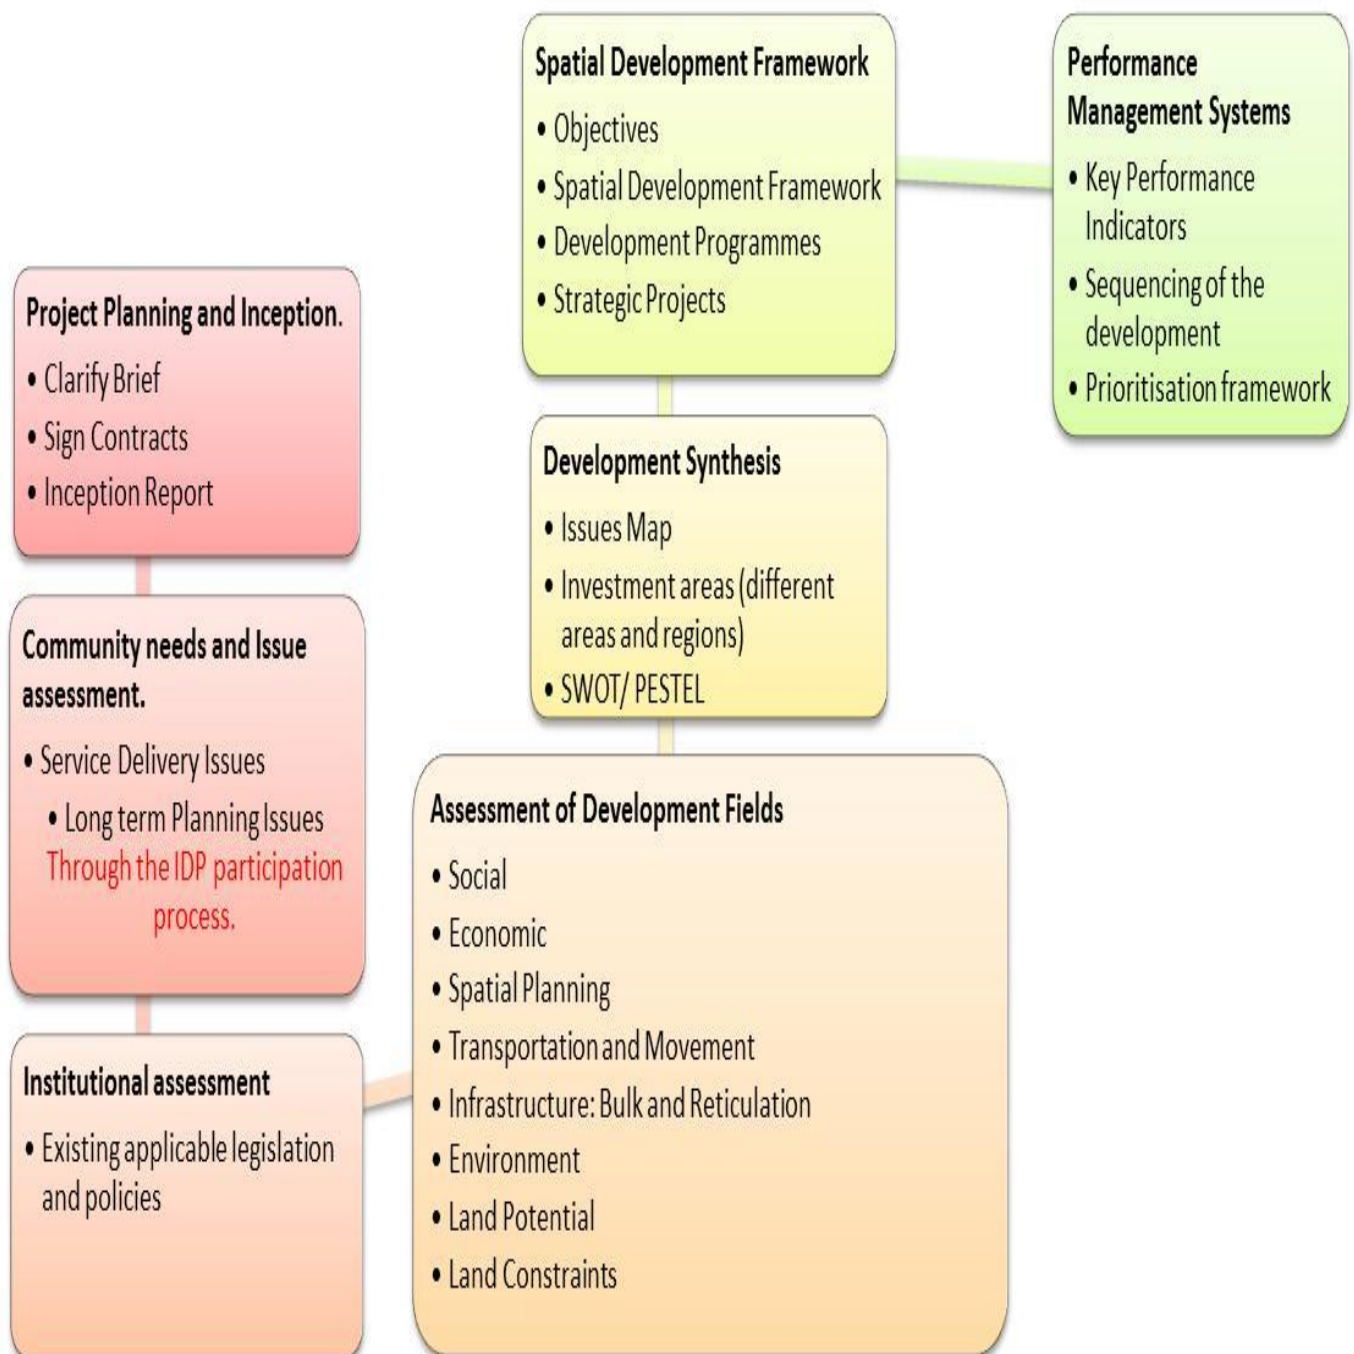 Project Planning and Inception.
• Clarify Brief
• Sign Contracts
• Inception Report
Community needs and Issue
assessment.
• Service Delivery Issues
• Long term Planning Issues
Through the IDP participation
process.
Institutional assessment
• Existing applicable legislation
and policies
Assessment of Development Fields
• Social
• Economic
• Spatial Planning
• Transportation and Movement
• Infrastructure: Bulk and Reticulation
• Environment
• Land Potential
• Land Constraints
Development Synthesis
• Issues Map
• Investment areas (different
areas and regions)
• SWOT/ PESTEL
Spatial Development Framework
• Objectives
• Spatial Development Framework
• Development Programmes
• Strategic Projects
Performance
Management Systems
• Key Performance
Indicators
• Sequencing of the
development
• Prioritisation framework